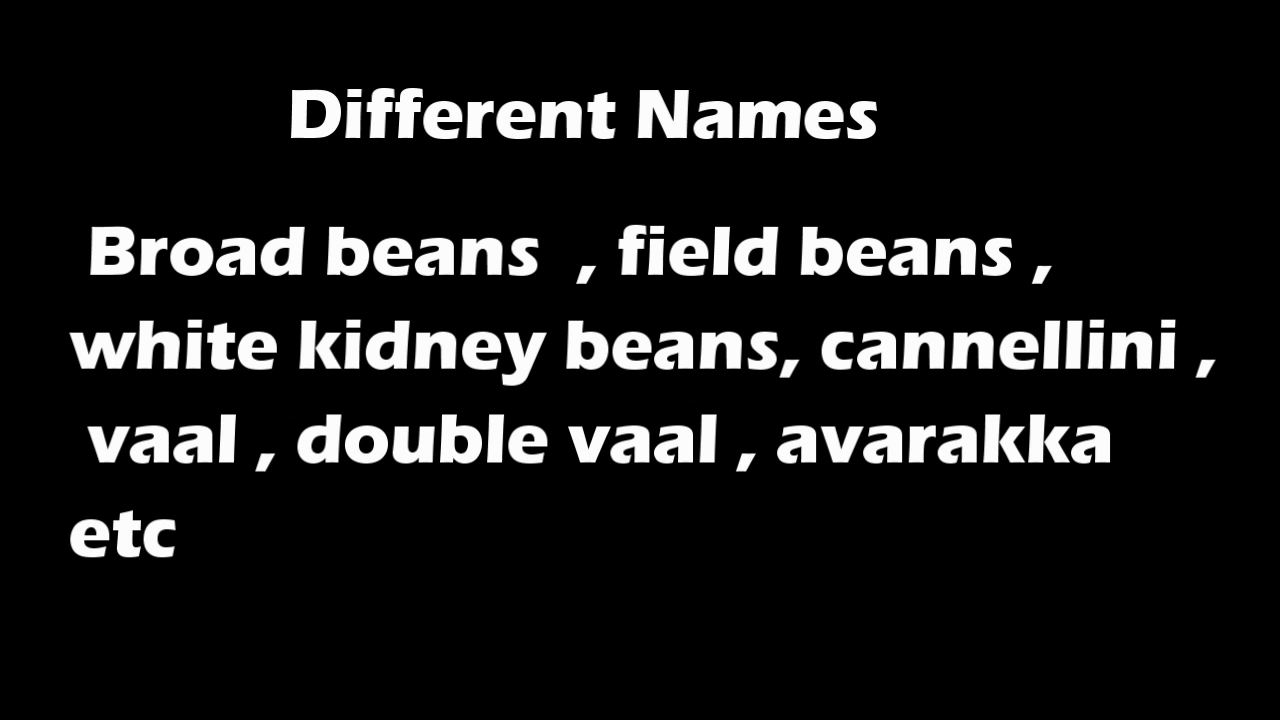 Different Names
Broad beans , field beans ,
white kidney beans, cannellini ,
vaal , double vaal , avarakka
etc